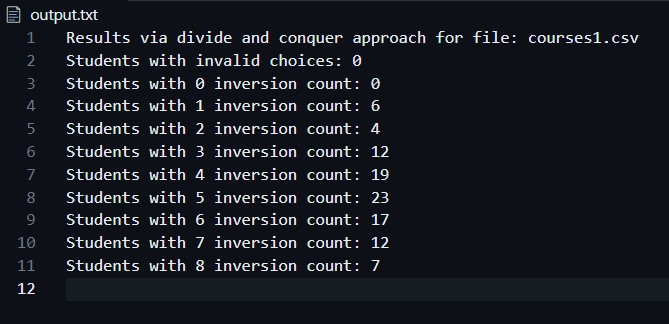 output.txt
1 Results via divide and conquer approach for file: courses1.csv
2 Students with invalid choices: 0
3 Students with 0 inversion count: 0
4 Students with 1 inversion count: 6
5 Students with 2 inversion count: 4
6 Students with 3 inversion count: 12
7 Students with 4 inversion count: 19
8 Students with 5 inversion count: 23
9 Students with 6 inversion count: 17
10 Students with 7 inversion count: 12
11 Students with 8 inversion count: 7
12